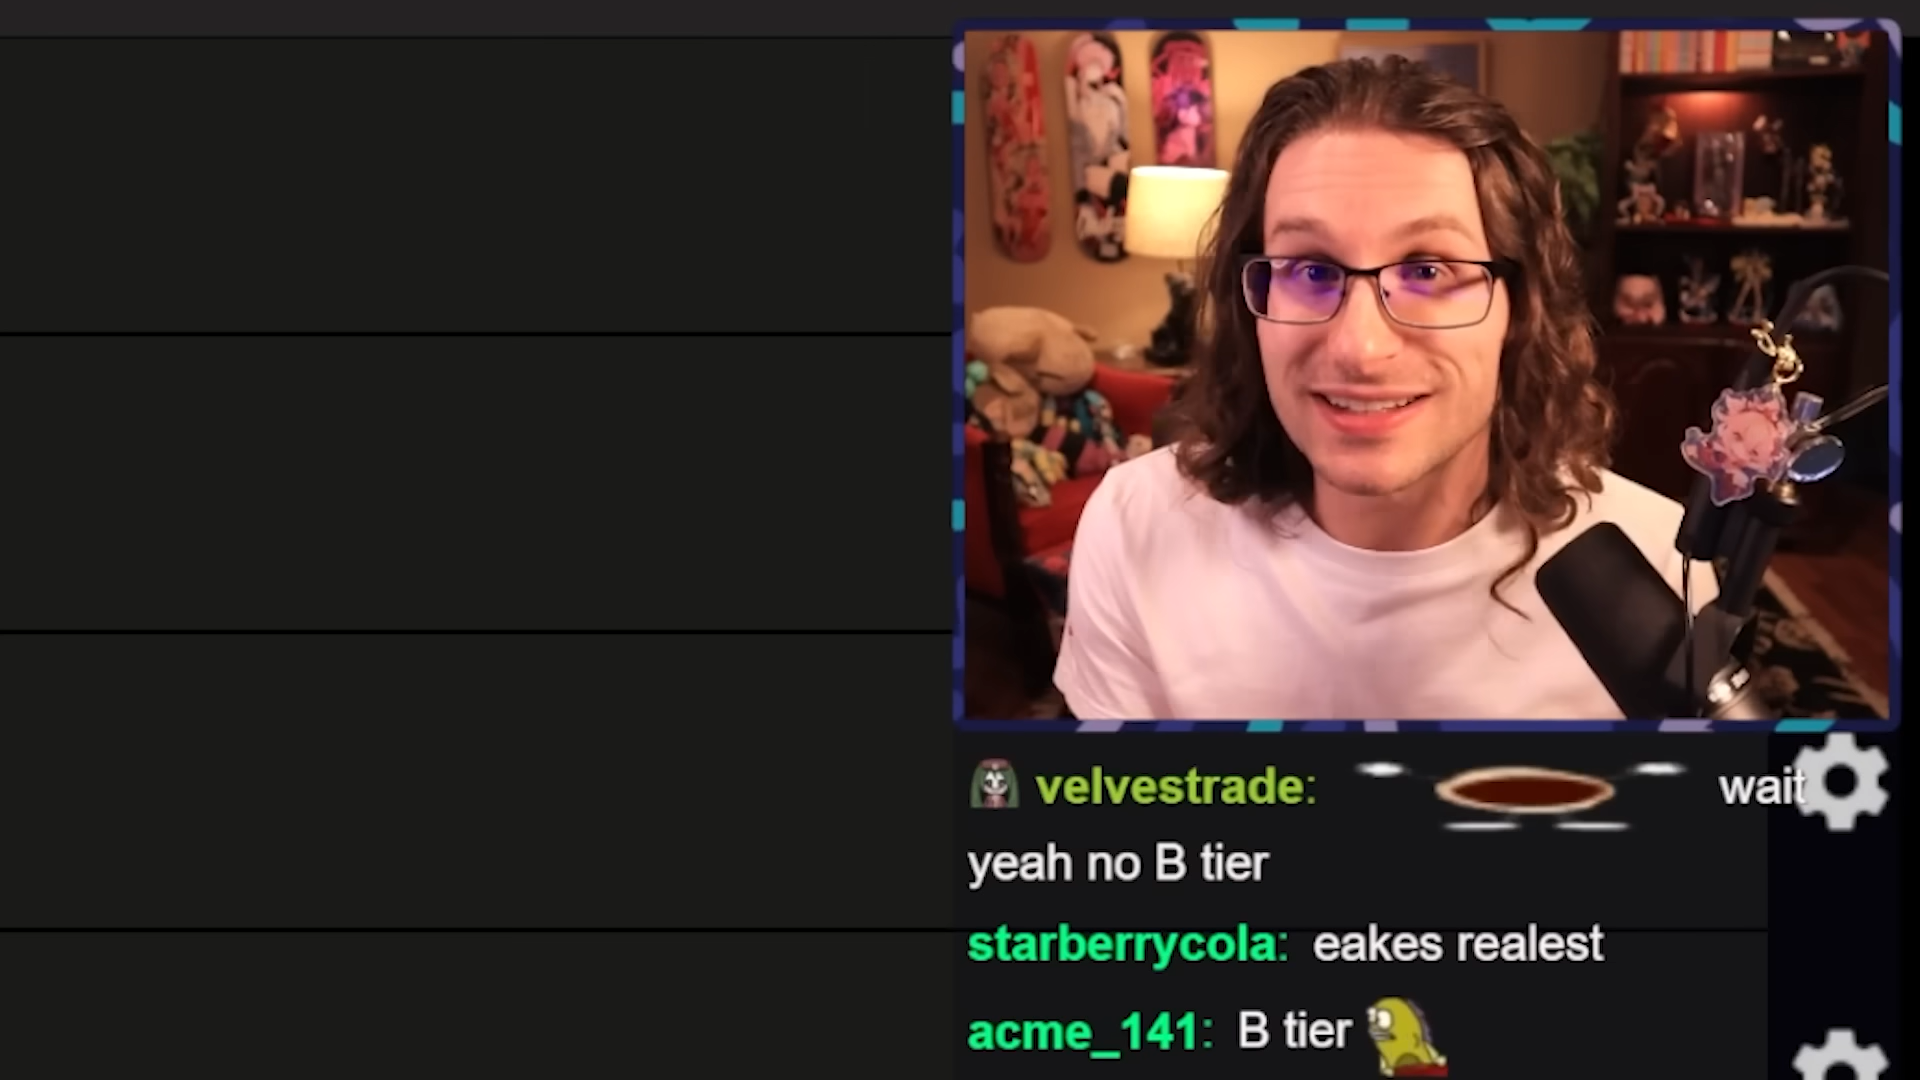 velvestrade: wait
yeah no B tier
starberrycola: eakes realest
acme_141: B tier